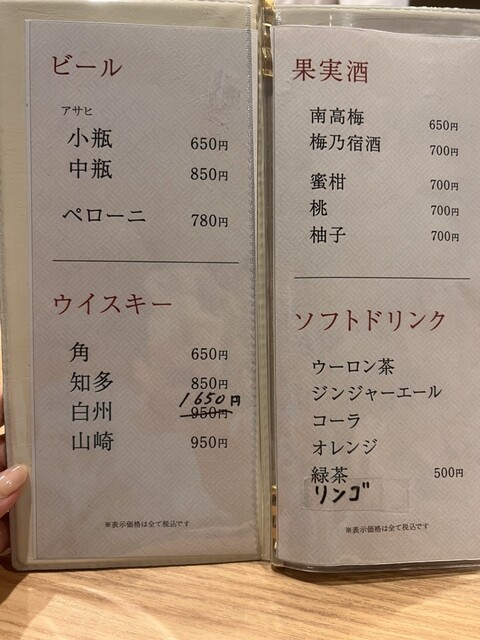 ビール
アサヒ
小瓶 650円
中瓶 850円
ペローニ 780円
ウイスキー
角 650円
知多 850円
1650円
白州 950円
山崎 950円
※表示価格は全て税込です
果実酒
南高梅 650円
梅乃宿酒 700円
蜜柑 700円
桃 700円
柚子 700円
ソフトドリンク
ウーロン茶
ジンジャーエール
コーラ
オレンジ
緑茶 500円
リンゴ
※表示価格は全て税込です